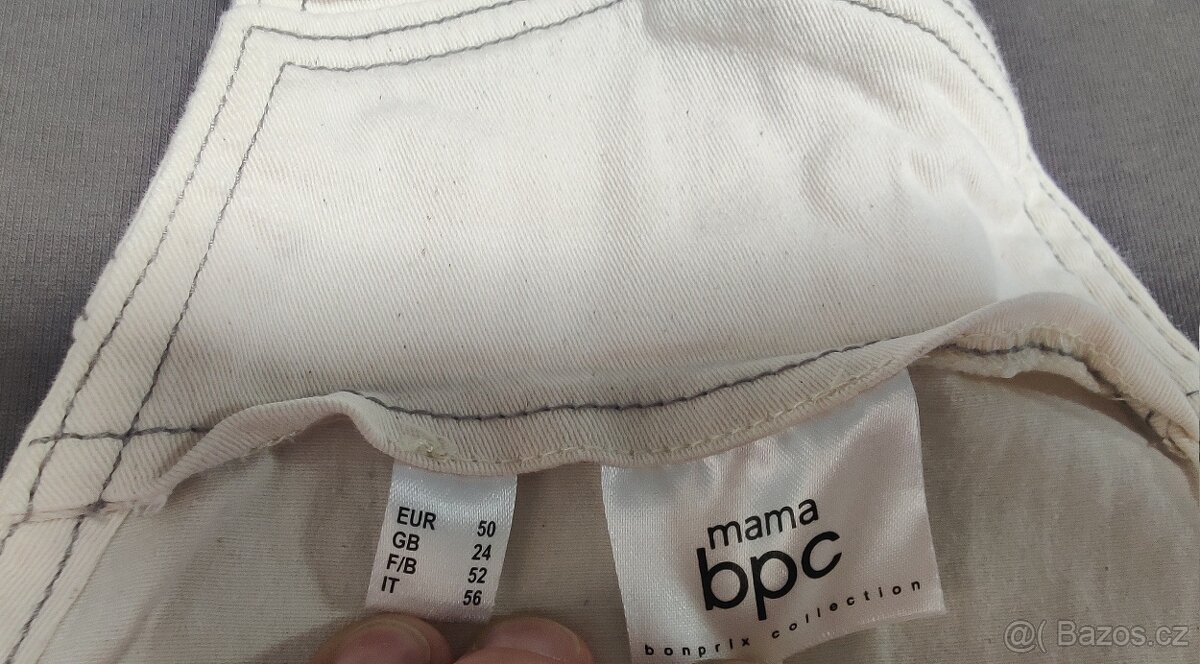 EUR 50
GB 24
F/B 52
IT 56
mama
bpc
bonprix collection
@( Bazos.cz